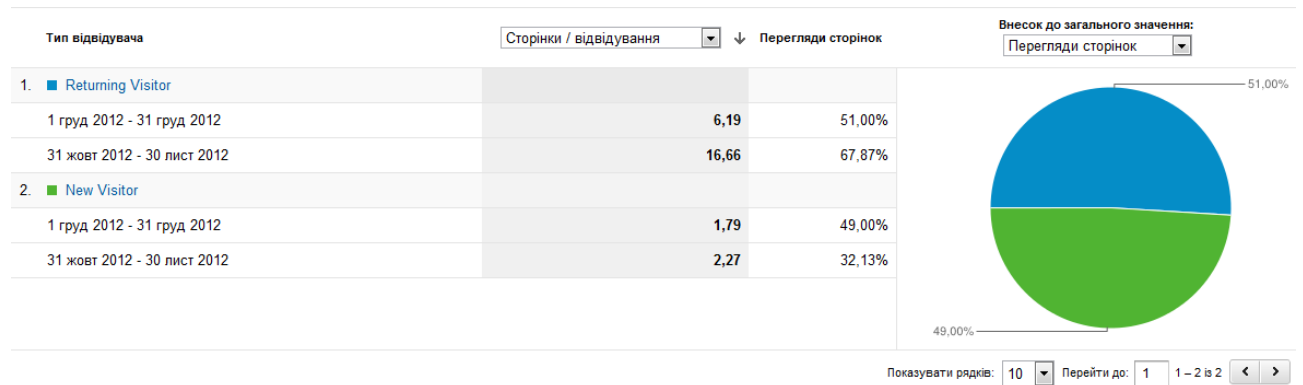 Тип відвідувача Сторінки / відвідування Перегляди сторінок
Внесок до загального значення:
Перегляди сторінок
1. Returning Visitor
1 груд 2012 - 31 груд 2012 6,19 51,00%
31 жовт 2012 - 30 лист 2012 16,66 67,87%
2. New Visitor
1 груд 2012 - 31 груд 2012 1,79 49,00%
31 жовт 2012 - 30 лист 2012 2,27 32,13%
51,00%
49,00%
Показувати рядків: 10 Перейти до: 1 1 – 2 із 2